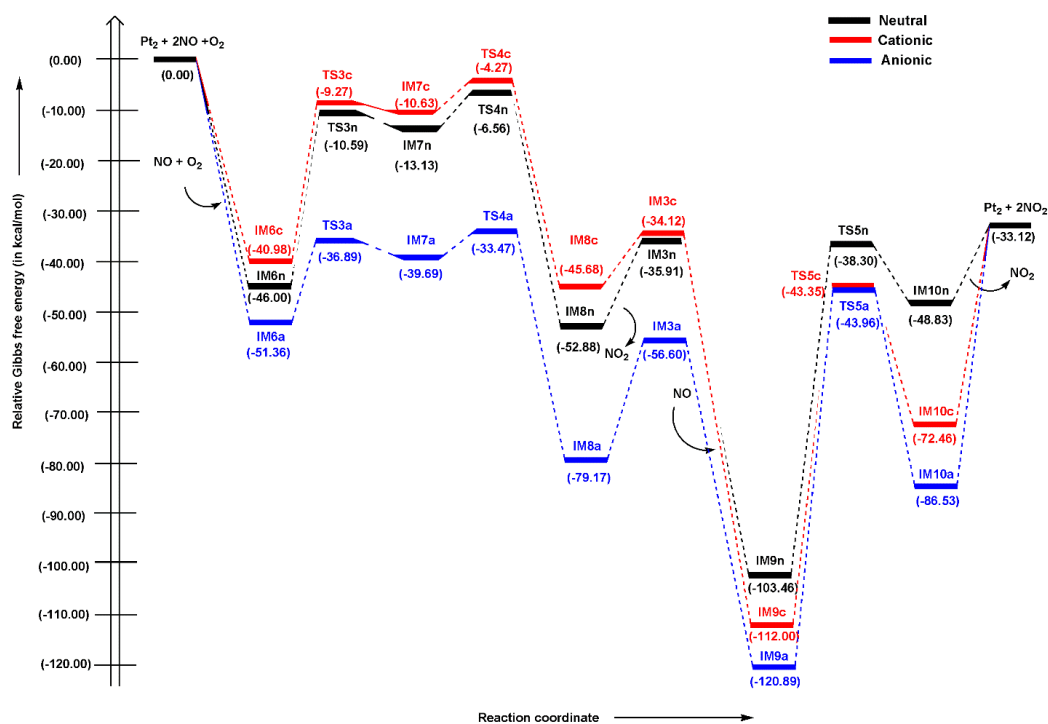 Neutral
Cationic
Anionic
Relative Gibbs free energy (in kcal/mol)
(0.00)
(-10.00)
(-20.00)
(-30.00)
(-40.00)
(-50.00)
(-60.00)
(-70.00)
(-80.00)
(-90.00)
(-100.00)
(-110.00)
(-120.00)
Pt₂ + 2NO +O₂
(0.00)
NO + O₂
IM6c
(-40.98)
IM6n
(-46.00)
IM6a
(-51.36)
TS3c
(-9.27)
TS3n
(-10.59)
TS3a
(-36.89)
IM7c
(-10.63)
IM7n
(-13.13)
IM7a
(-39.69)
TS4c
(-4.27)
TS4n
(-6.56)
TS4a
(-33.47)
IM8c
(-45.68)
IM8n
(-52.88)
IM8a
(-79.17)
NO₂
IM3c
(-34.12)
IM3n
(-35.91)
IM3a
(-56.60)
NO
IM9n
(-103.46)
IM9c
(-112.00)
IM9a
(-120.89)
TS5n
(-38.30)
TS5c
(-43.35)
TS5a
(-43.96)
IM10n
(-48.83)
IM10c
(-72.46)
IM10a
(-86.53)
Pt₂ + 2NO₂
(-33.12)
NO₂
Reaction coordinate